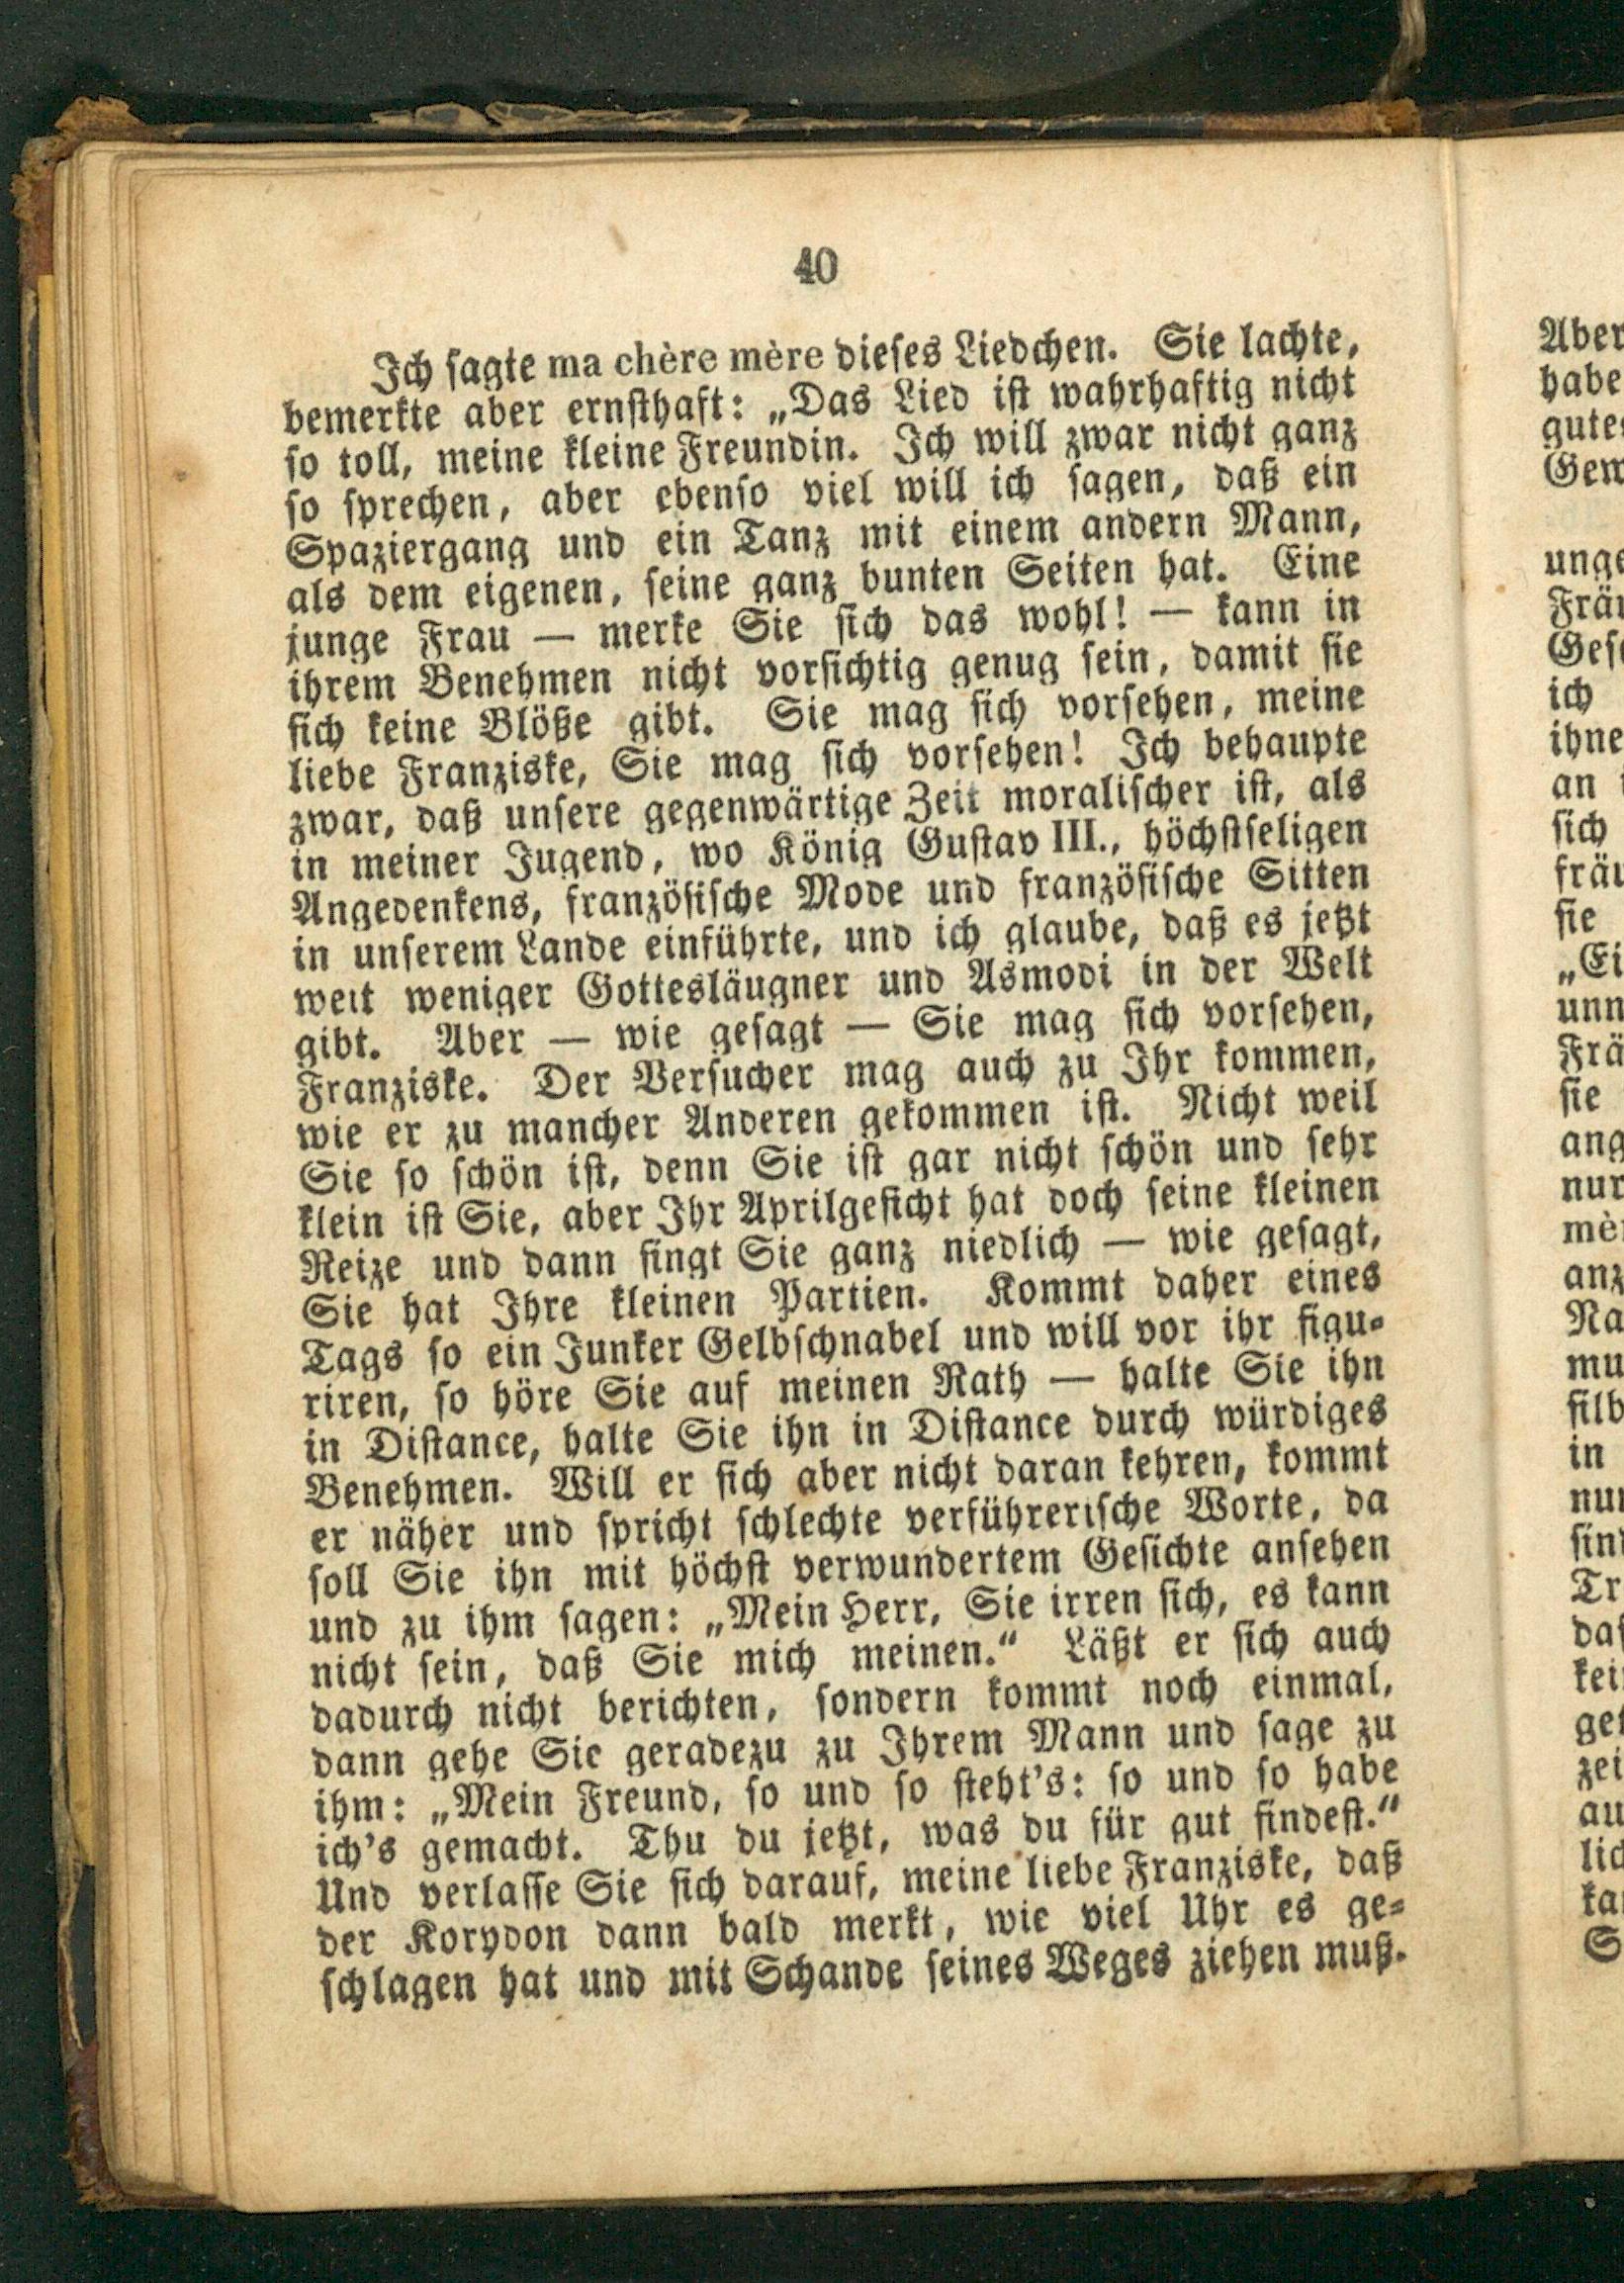 40
Ich sagte ma chère mère dieses Liedchen. Sie lachte,
bemerkte aber ernsthaft: „Das Lied ist wahrhaftig nicht
so toll, meine kleine Freundin. Ich will zwar nicht ganz
so sprechen, aber ebenso viel will ich sagen, daß ein
Spaziergang und ein Tanz mit einem andern Mann,
als dem eigenen, seine ganz bunten Seiten hat. Eine
junge Frau — merke Sie sich das wohl! — kann in
ihrem Benehmen nicht vorsichtig genug sein, damit sie
sich keine Blöße gibt. Sie mag sich vorsehen, meine
liebe Franziske, Sie mag sich vorsehen! Ich behaupte
zwar, daß unsere gegenwärtige Zeit moralischer ist, als
in meiner Jugend, wo König Gustav III., höchstseligen
Angedenkens, französische Mode und französische Sitten
in unserem Lande einführte, und ich glaube, daß es jetzt
weit weniger Gottesläugner und Asmodi in der Welt
gibt. Aber — wie gesagt — Sie mag sich vorsehen,
Franziske. Der Versucher mag auch zu Ihr kommen,
wie er zu mancher Anderen gekommen ist. Nicht weil
Sie so schön ist, denn Sie ist gar nicht schön und sehr
klein ist Sie, aber Ihr Aprilgesicht hat doch seine kleinen
Reize und dann singt Sie ganz niedlich — wie gesagt,
Sie hat Ihre kleinen Partien. Kommt daher eines
Tags so ein Junker Gelbschnabel und will vor ihr figu-
riren, so höre Sie auf meinen Rath — halte Sie ihn
in Distance, halte Sie ihn in Distance durch würdiges
Benehmen. Will er sich aber nicht daran kehren, kommt
er näher und spricht schlechte verführerische Worte, da
soll Sie ihn mit höchst verwundertem Gesichte ansehen
und zu ihm sagen: „Mein Herr, Sie irren sich, es kann
nicht sein, daß Sie mich meinen.“ Läßt er sich auch
dadurch nicht berichten, sondern kommt noch einmal,
dann gehe Sie geradezu zu Ihrem Mann und sage zu
ihm: „Mein Freund, so und so steht's: so und so habe
ich's gemacht. Thu du jetzt, was du für gut findest.“
Und verlasse Sie sich darauf, meine liebe Franziske, daß
der Korydon dann bald merkt, wie viel Uhr es ge-
schlagen hat und mit Schande seines Weges ziehen muß.
Aber
habe
ich
an
sich
sie
sie
in